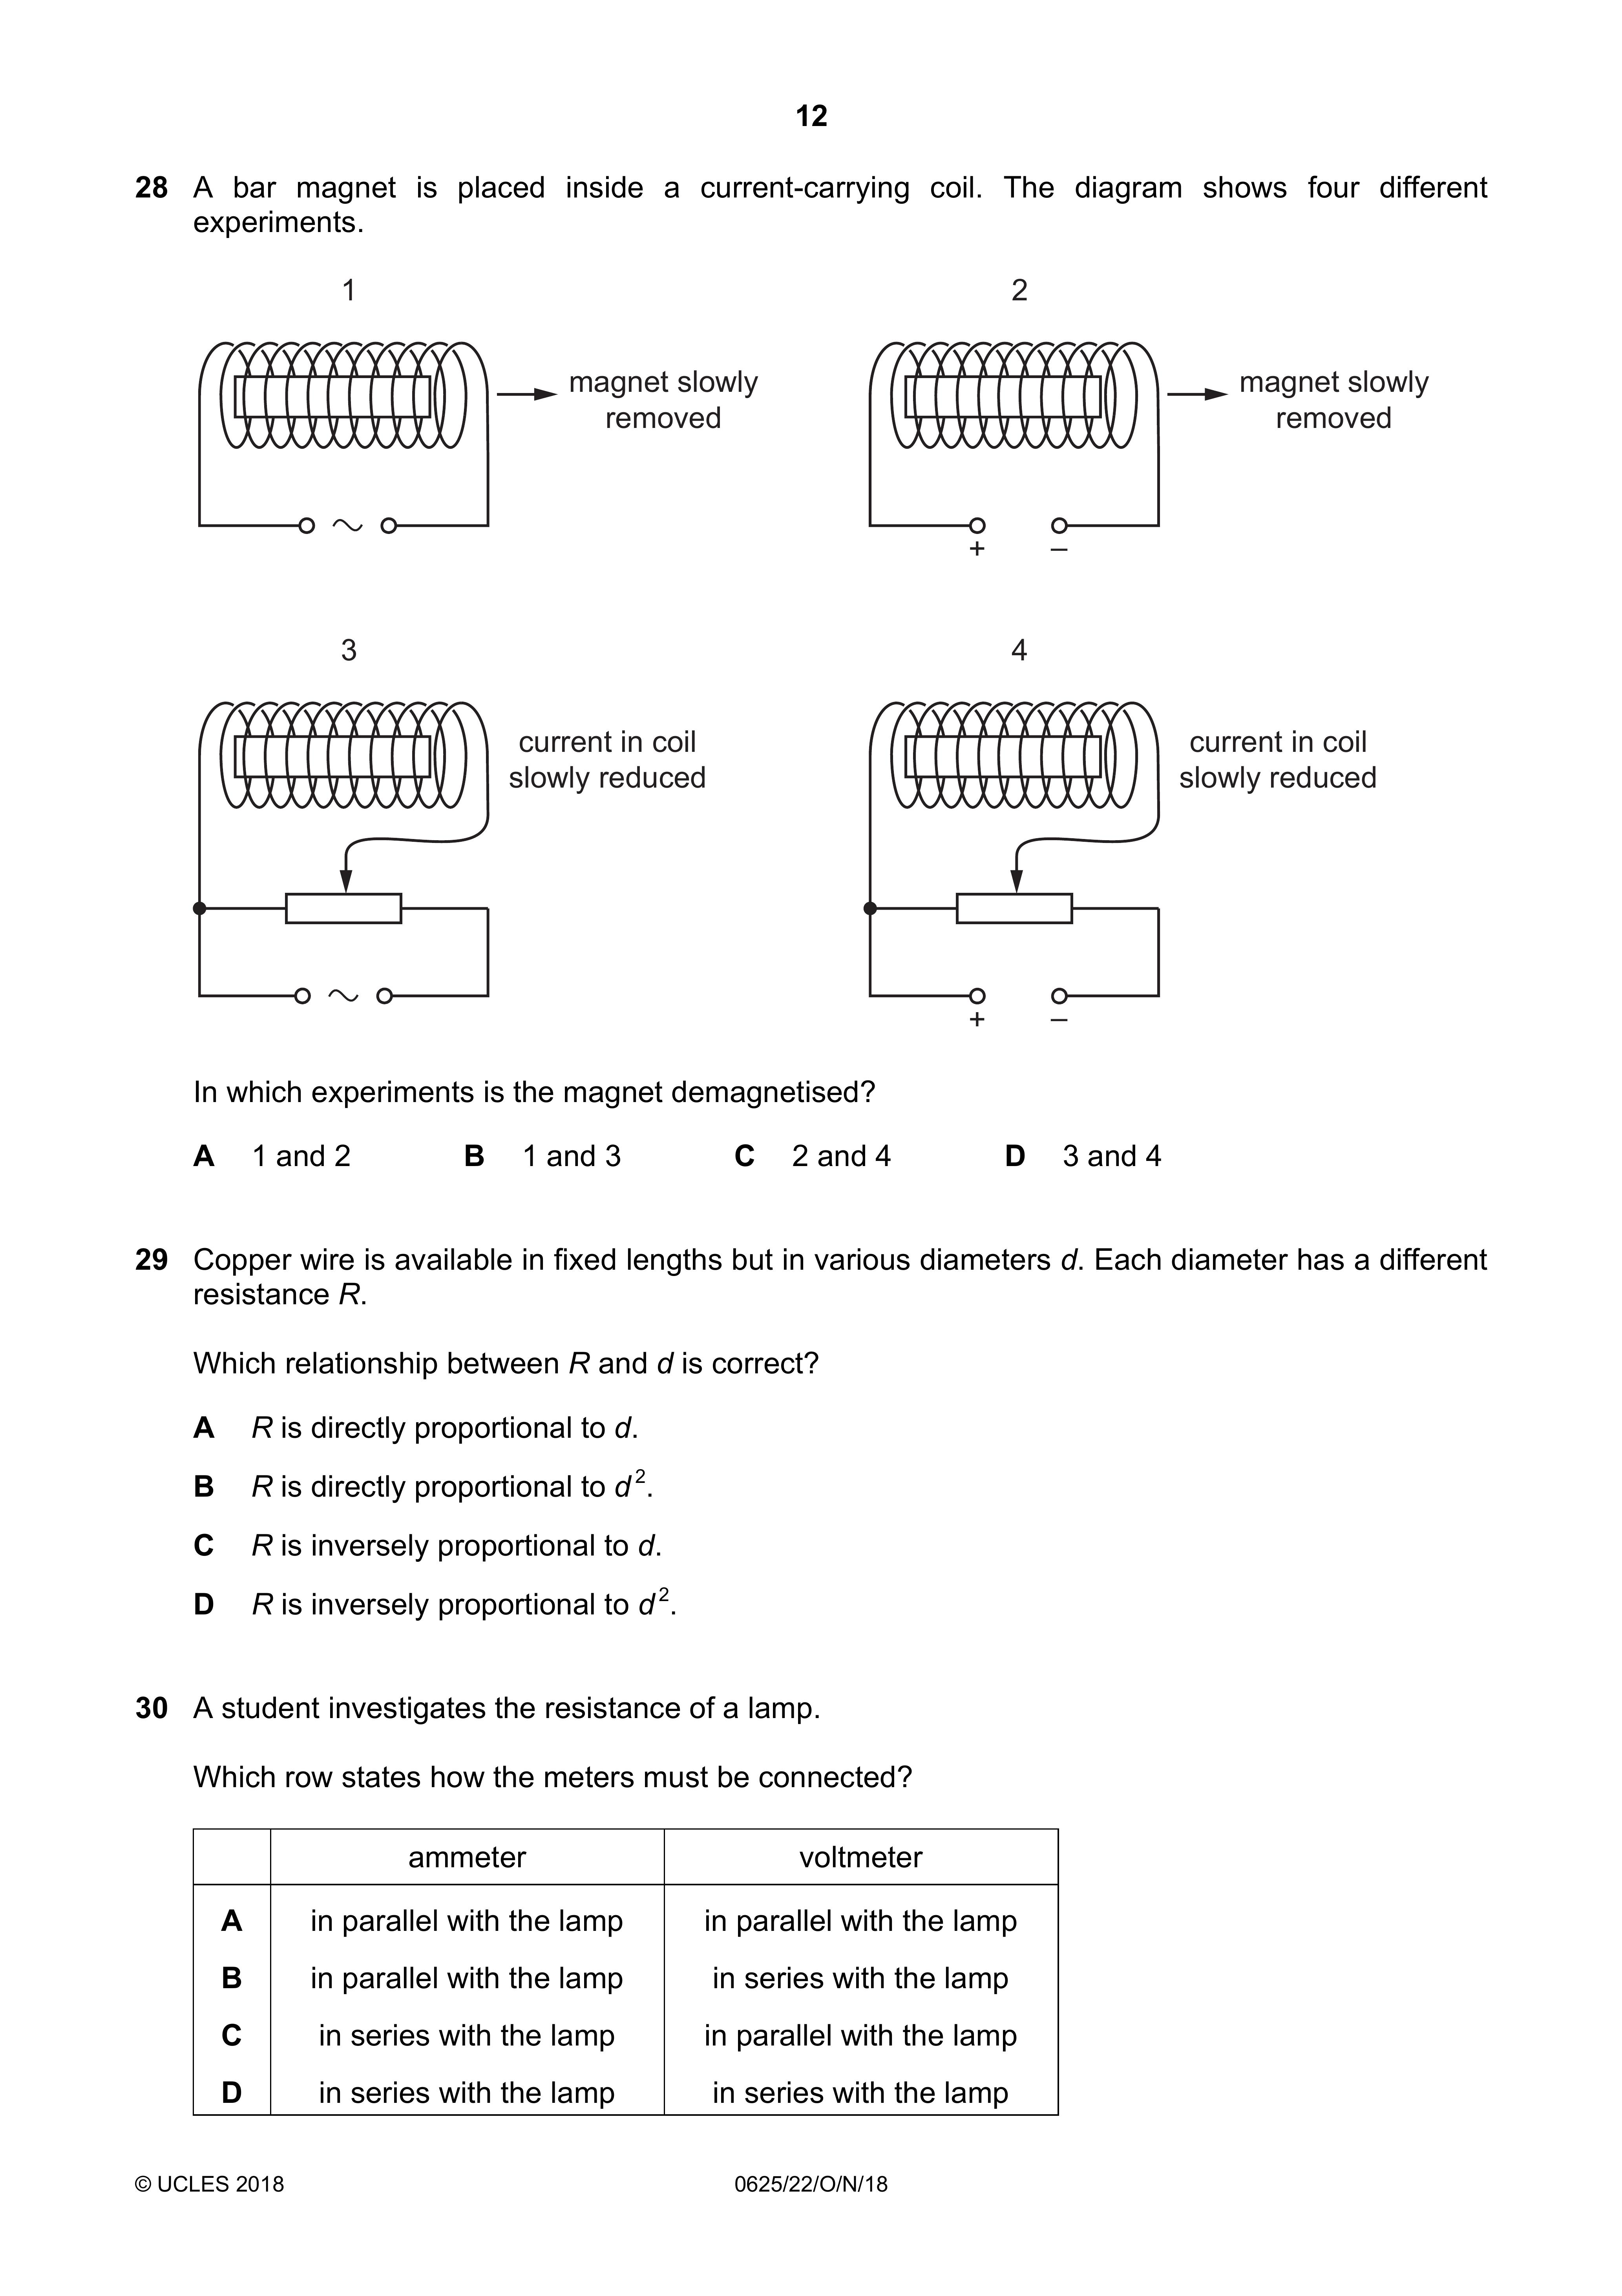 12
28 A bar magnet is placed inside a current-carrying coil. The diagram shows four different
experiments.
1
2
magnet slowly
removed
magnet slowly
removed
+ –
3
4
current in coil
slowly reduced
current in coil
slowly reduced
+ –
In which experiments is the magnet demagnetised?
A 1 and 2 B 1 and 3 C 2 and 4 D 3 and 4
29 Copper wire is available in fixed lengths but in various diameters d. Each diameter has a different
resistance R.
Which relationship between R and d is correct?
A R is directly proportional to d.
B R is directly proportional to d².
C R is inversely proportional to d.
D R is inversely proportional to d².
30 A student investigates the resistance of a lamp.
Which row states how the meters must be connected?
ammeter voltmeter
A in parallel with the lamp in parallel with the lamp
B in parallel with the lamp in series with the lamp
C in series with the lamp in parallel with the lamp
D in series with the lamp in series with the lamp
© UCLES 2018 0625/22/O/N/18